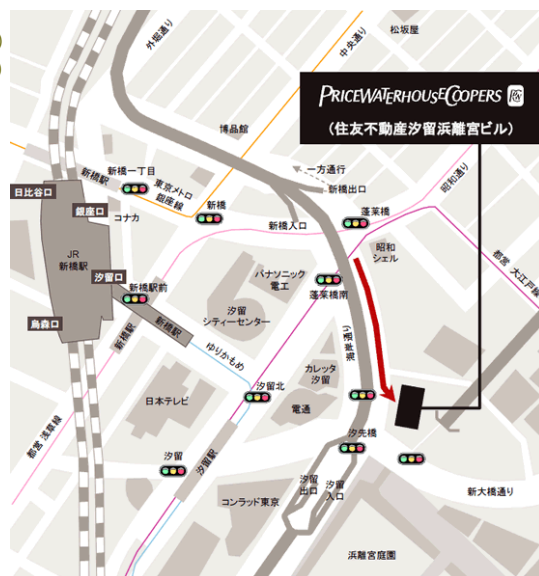 外堀通り
中央通り
松坂屋
PRICEWATERHOUSECOOPERS
(住友不動産汐留浜離宮ビル)
博品館
一方通行
昭和通り
新橋駅
新橋一丁目
東京メトロ
銀座線
新橋出口
日比谷口
銀座口
コナカ
新橋
新橋入口
蓬莱橋
昭和
シェル
都営 大江戸線
JR
新橋駅
汐留口
パナソニック
電工
蓬莱橋南
新橋駅前
烏森口
新橋駅
新橋駅
汐留
シティーセンター
海岸通り
ゆりかもめ
カレッタ
汐留
日本テレビ
汐留北
電通
都営 浅草線
汐留
汐留駅
汐先橋
汐留
出口
汐留
入口
コンラッド東京
新大橋通り
浜離宮庭園